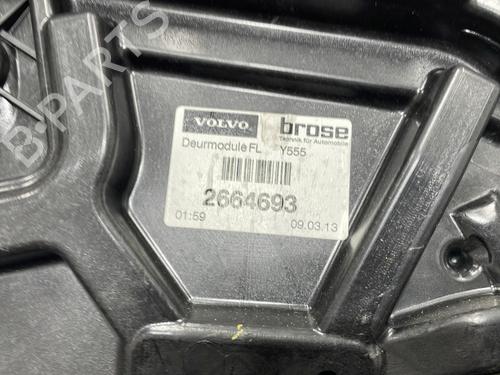 VOLVO
brose
Technik für Automobile
Deurmodule FL Y555
2664693
01:59 09.03.13
B-PARTS